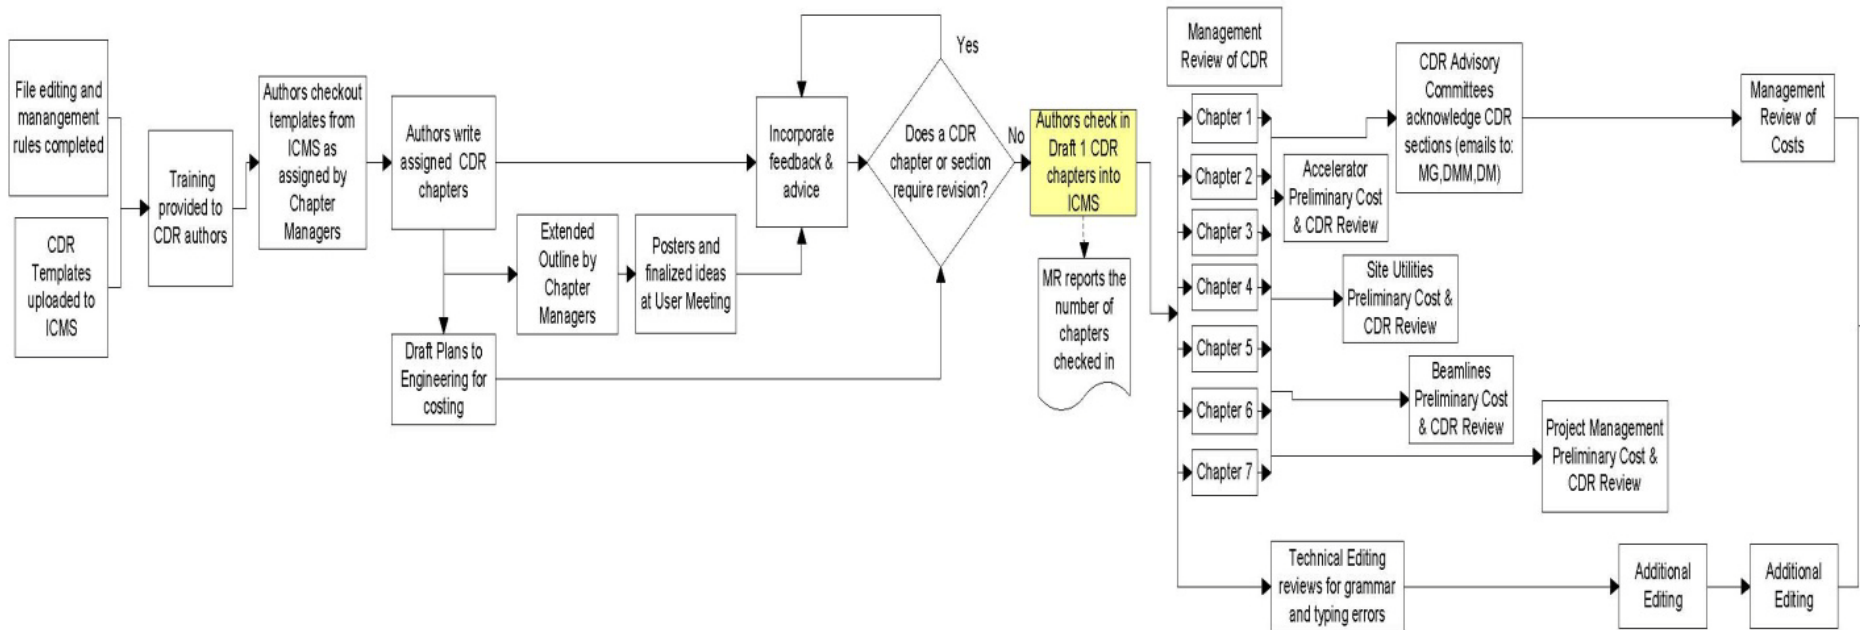 File editing and
manangement
rules completed
CDR
Templates
uploaded to
ICMS
Training
provided to
CDR authors
Authors checkout
templates from
ICMS as
assigned by
Chapter
Managers
Authors write
assigned CDR
chapters
Extended
Outline by
Chapter
Managers
Posters and
finalized ideas
at User Meeting
Draft Plans to
Engineering for
costing
Incorporate
feedback &
advice
Yes
Does a CDR
chapter or section
require revision?
No
Authors check in
Draft 1 CDR
chapters into
ICMS
MR reports the
number of
chapters
checked in
Management
Review of CDR
Chapter 1
Chapter 2
Chapter 3
Chapter 4
Chapter 5
Chapter 6
Chapter 7
CDR Advisory
Committees
acknowledge CDR
sections (emails to:
MG,DMM,DM)
Accelerator
Preliminary Cost
& CDR Review
Site Utilities
Preliminary Cost &
CDR Review
Beamlines
Preliminary Cost
& CDR Review
Project Management
Preliminary Cost &
CDR Review
Management
Review of
Costs
Technical Editing
reviews for grammar
and typing errors
Additional
Editing
Additional
Editing